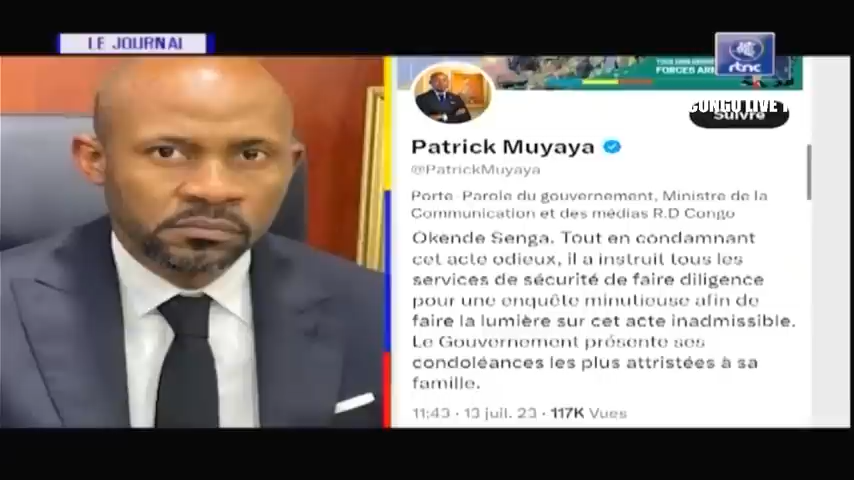 LE JOURNAL
rtnc
FORCES ARM
CONGO LIVE
Suivre
Patrick Muyaya
@PatrickMuyaya
Porte-Parole du gouvernement, Ministre de la
Communication et des médias R.D Congo
Okende Senga. Tout en condamnant
cet acte odieux, il a instruit tous les
services de sécurité de faire diligence
pour une enquête minutieuse afin de
faire la lumière sur cet acte inadmissible.
Le Gouvernement présente ses
condoléances les plus attristées à sa
famille.
11:43 · 13 juil. 23 · 117K Vues